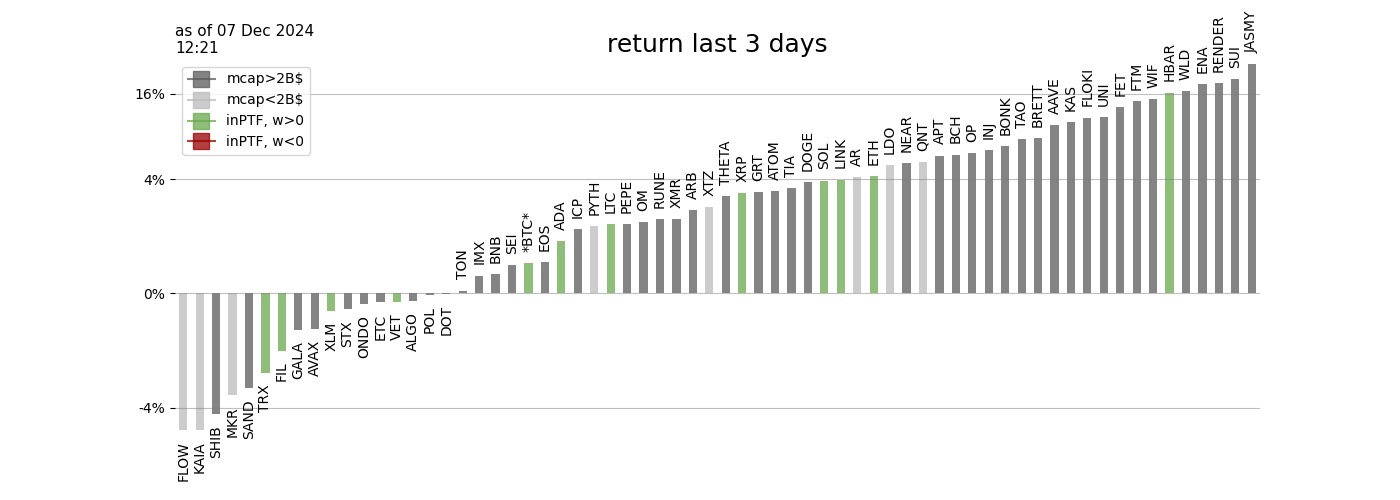 as of 07 Dec 2024
12:21
return last 3 days
mcap>2B$
mcap<2B$
inPTF, w>0
inPTF, w<0
16%
4%
0%
-4%
FLOW
KAIA
SHIB
MKR
SAND
TRX
FIL
GALA
AVAX
XLM
STX
ONDO
ETC
VET
ALGO
POL
DOT
TON
IMX
BNB
SEI
*BTC*
EOS
ADA
ICP
PYTH
LTC
PEPE
OM
RUNE
XMR
ARB
XTZ
THETA
XRP
GRT
ATOM
TIA
DOGE
SOL
LINK
AR
ETH
LDO
NEAR
QNT
APT
BCH
OP
INJ
BONK
TAO
BRETT
AAVE
KAS
FLOKI
UNI
FET
FTM
WIF
HBAR
WLD
ENA
RENDER
SUI
JASMY